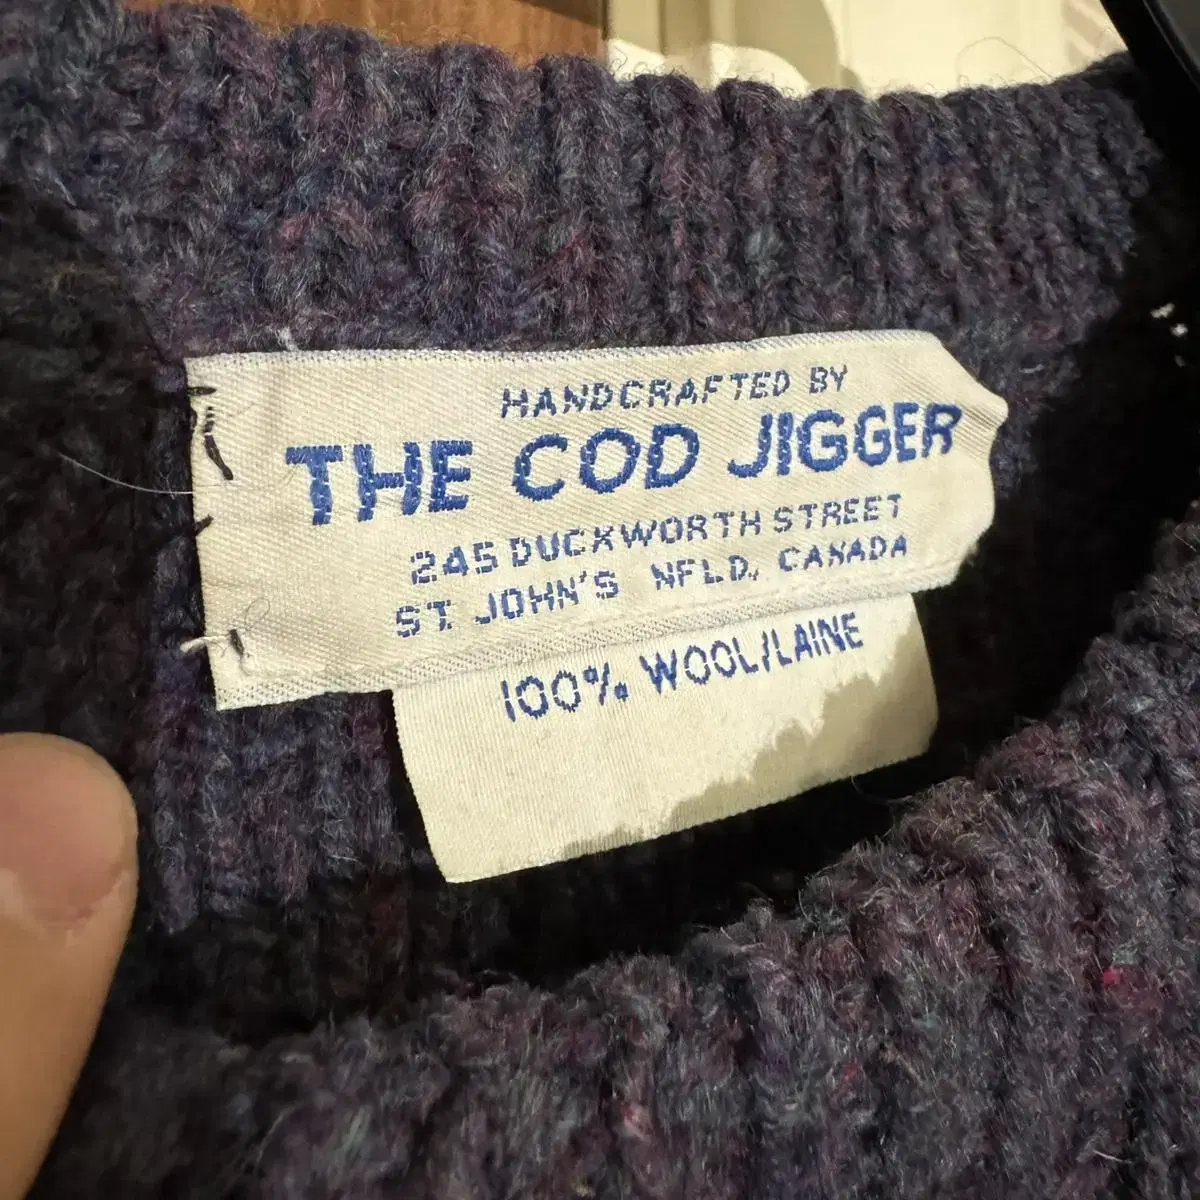 HANDCRAFTED BY
THE COD JIGGER
245 DUCKWORTH STREET
ST. JOHN'S NFLD. CANADA
100% WOOL/LAINE